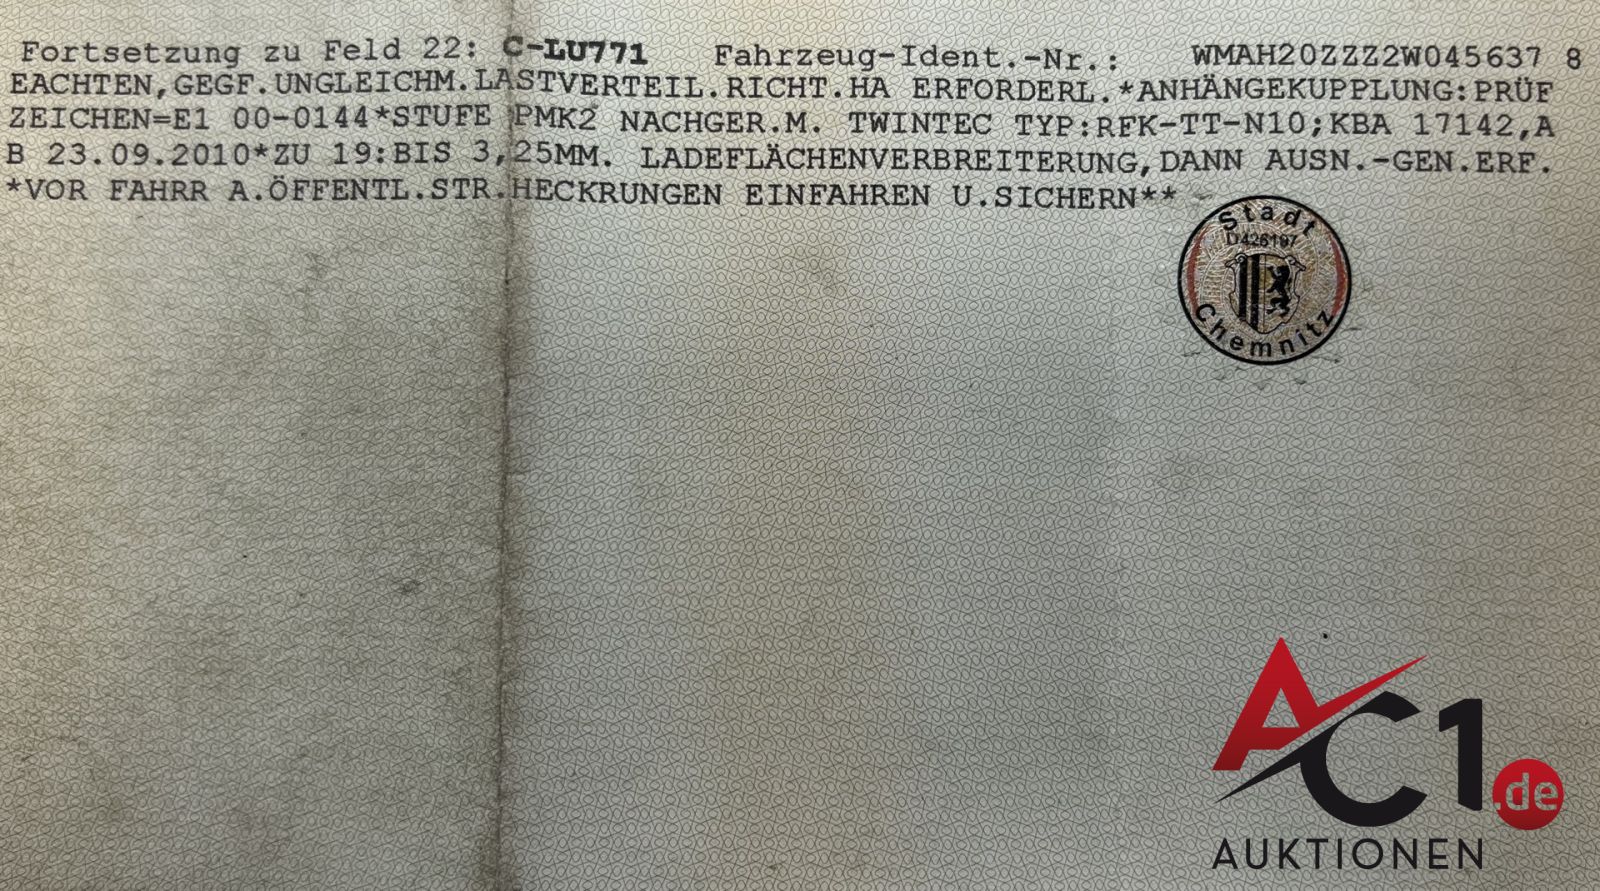 Fortsetzung zu Feld 22: C-LU771 Fahrzeug-Ident.-Nr.: WMAH20ZZZ2W045637 8
EACHTEN,GEGF.UNGLEICHM.LASTVERTEIL.RICHT.HA ERFORDERL.*ANHÄNGEKUPPLUNG:PRÜF
ZEICHEN=E1 00-0144*STUFE PMK2 NACHGER.M. TWINTEC TYP:RFK-TT-N10;KBA 17142,A
B 23.09.2010*ZU 19:BIS 3,25MM. LADEFLÄCHENVERBREITERUNG,DANN AUSN.-GEN.ERF.
*VOR FAHRR A.ÖFFENTL.STR.HECKRUNGEN EINFAHREN U.SICHERN**
Stadt
D426197
Chemnitz
AC1.de
AUKTIONEN